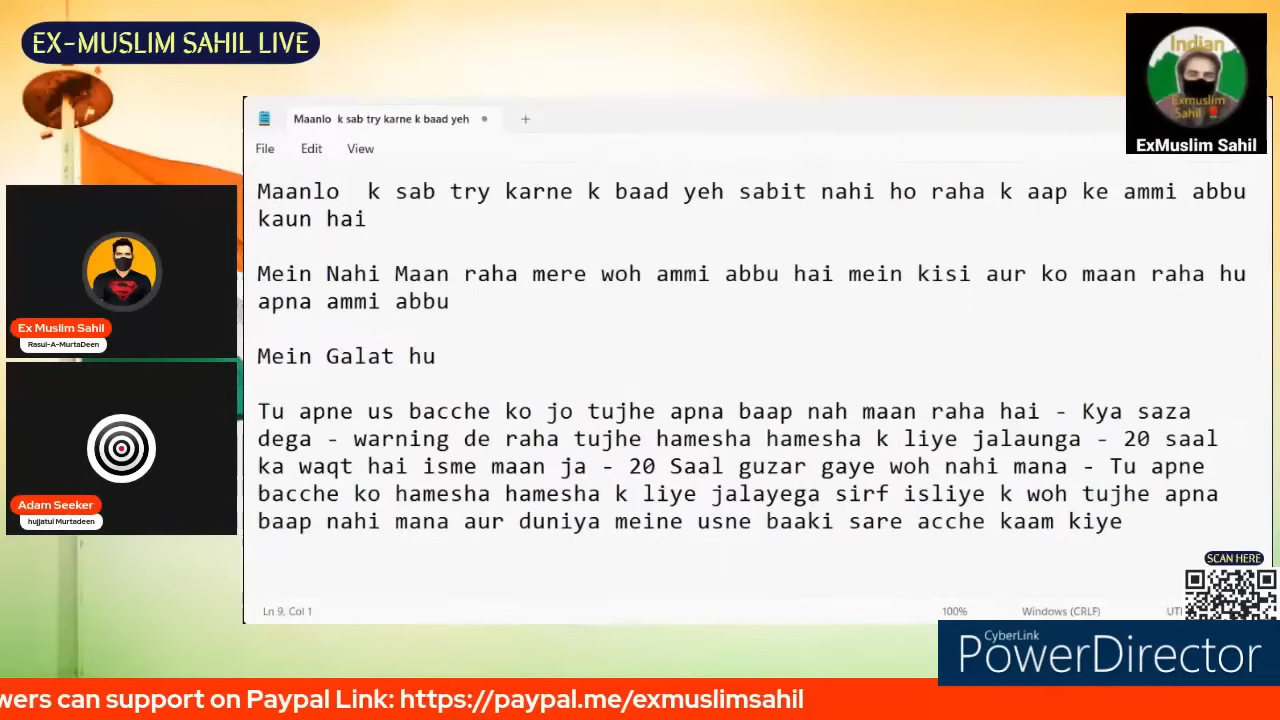 EX-MUSLIM SAHIL LIVE
Indian
Exmuslim
Sahil
ExMuslim Sahil
Maanlo k sab try karne k baad yeh
File Edit View
Maanlo k sab try karne k baad yeh sabit nahi ho raha k aap ke ammi abbu
kaun hai
Mein Nahi Maan raha mere woh ammi abbu hai mein kisi aur ko maan raha hu
apna ammi abbu
Mein Galat hu
Tu apne us bacche ko jo tujhe apna baap nah maan raha hai - Kya saza
dega - warning de raha tujhe hamesha hamesha k liye jalaunga - 20 saal
ka waqt hai isme maan ja - 20 Saal guzar gaye woh nahi mana - Tu apne
bacche ko hamesha hamesha k liye jalayega sirf isliye k woh tujhe apna
baap nahi mana aur duniya meine usne baaki sare acche kaam kiye
Ex Muslim Sahil
Rasul-A-MurtaDeen
Adam Seeker
hujjatul Murtadeen
Ln 9, Col 1
100%
Windows (CRLF)
UT
SCAN HERE
CyberLink
PowerDirector
wers can support on Paypal Link: https://paypal.me/exmuslimsahil